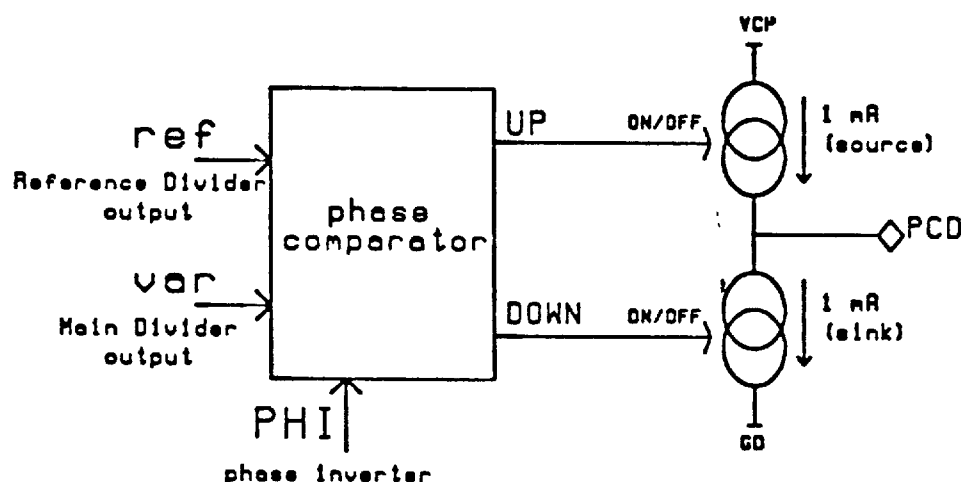 VCP
UP
ON/OFF
1 mA
(source)
ref
Reference Divider
output
phase
comparator
PCD
var
Main Divider
output
DOWN
ON/OFF
1 mA
(sink)
GD
PHI
phase inverter